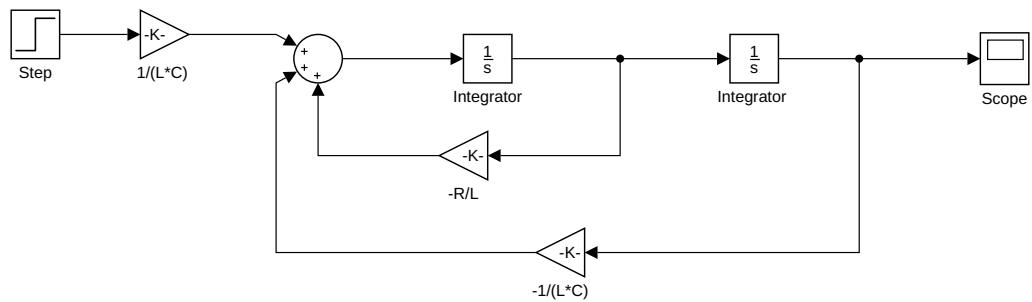 Step
-K-
1/(L*C)
+
+
+
1
s
Integrator
1
s
Integrator
Scope
-K-
-R/L
-K-
-1/(L*C)